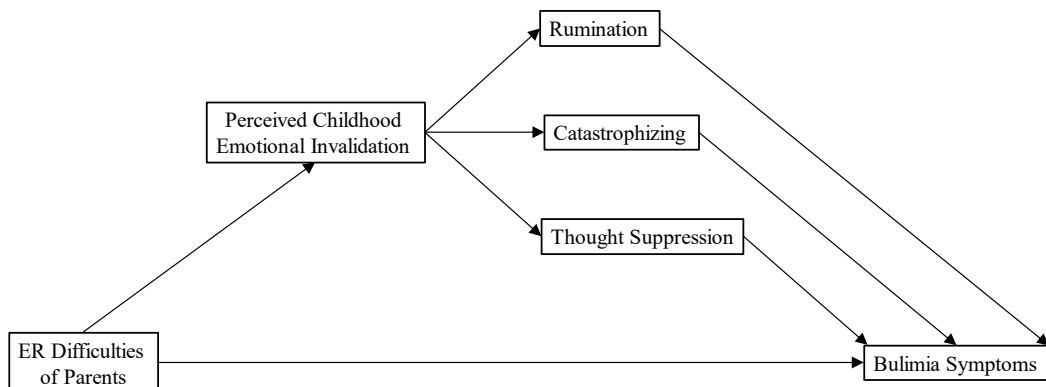 Rumination
Perceived Childhood
Emotional Invalidation
Catastrophizing
Thought Suppression
ER Difficulties
of Parents
Bulimia Symptoms